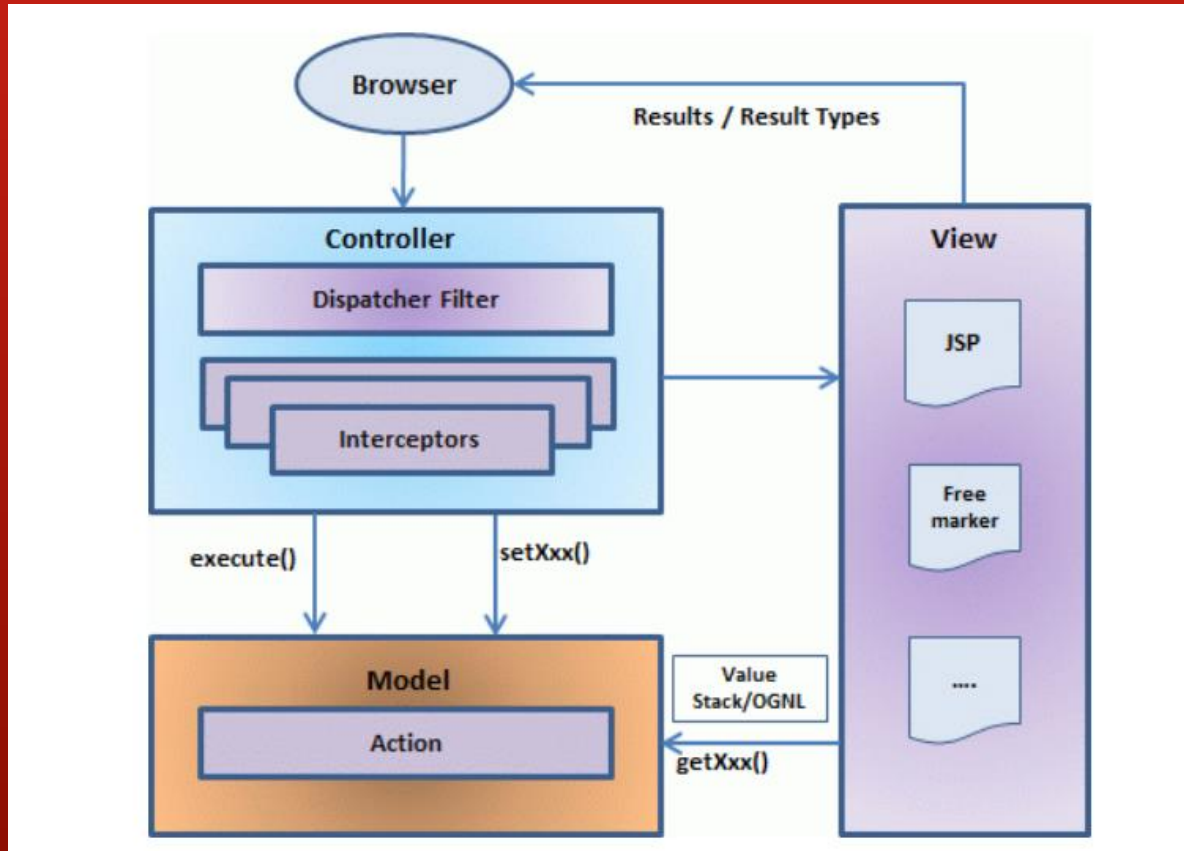 Browser
Results / Result Types
Controller
Dispatcher Filter
Interceptors
execute()
setXxx()
Model
Action
Value
Stack/OGNL
getXxx()
View
JSP
Free
marker
....